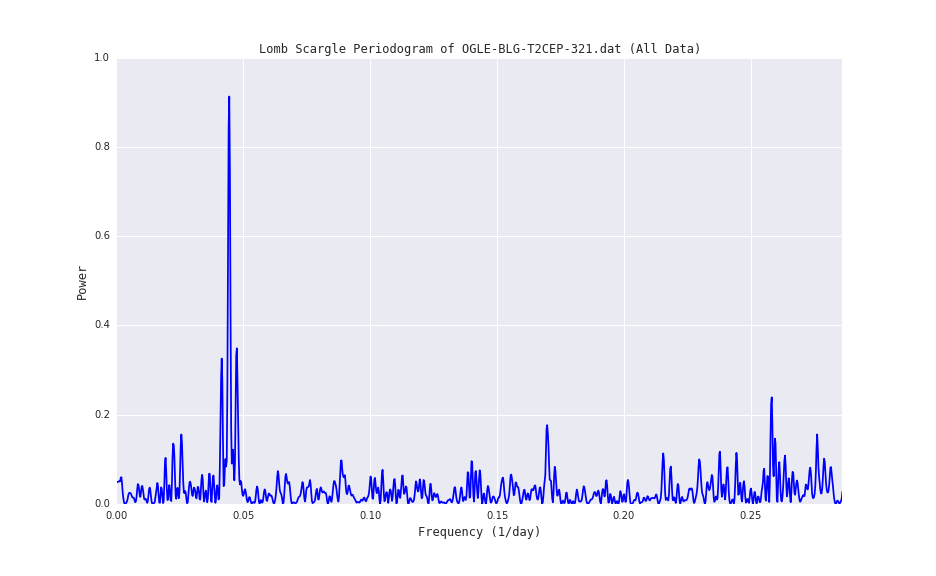 Lomb Scargle Periodogram of OGLE-BLG-T2CEP-321.dat (All Data)
1.0
0.8
0.6
0.4
0.2
0.0
Power
0.00 0.05 0.10 0.15 0.20 0.25
Frequency (1/day)